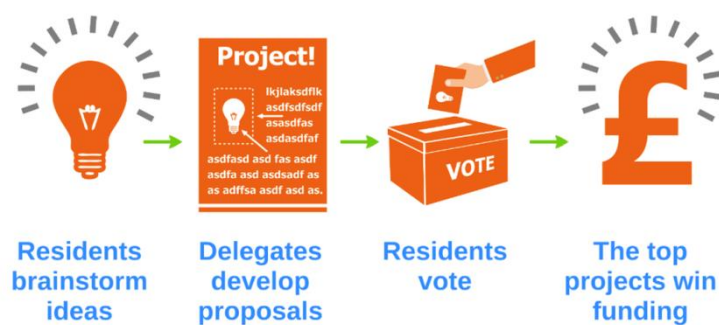 Project!
lkjlaksdflk
asdfsdfsdf
asasdfas
asdasdfaf
asdfasd asd fas asdf
asdfa asd asdsadf as
as adffsa asdf asd as.
VOTE
£
Residents
brainstorm
ideas
Delegates
develop
proposals
Residents
vote
The top
projects win
funding